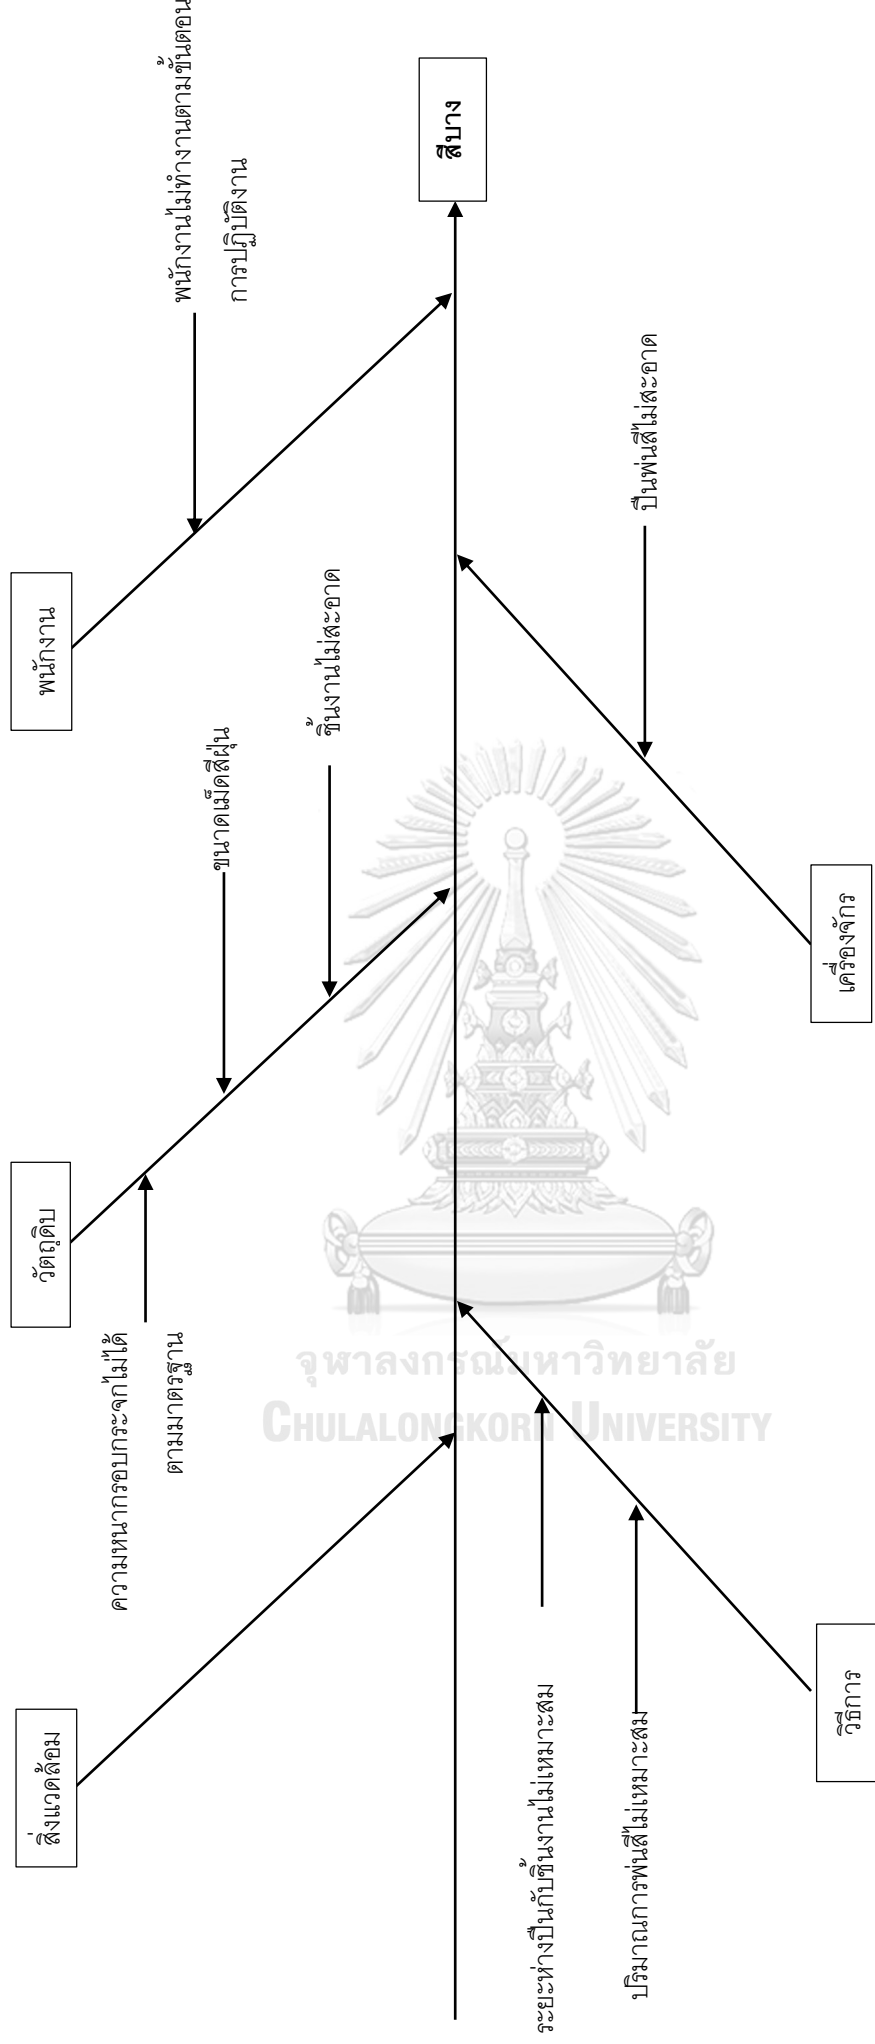 สิ่งแวดล้อม
วัตถุดิบ
พนักงาน
ความหนากรอบกระจกไม่ได้
ตามมาตรฐาน
ขนาดเม็ดสีฝุ่น
ชิ้นงานไม่สะอาด
พนักงานไม่ทำงานตามขั้นตอน
การปฏิบัติงาน
สีบาง
ระยะห่างปืนกับชิ้นงานไม่เหมาะสม
ปริมาณการพ่นสีไม่เหมาะสม
ปืนพ่นสีไม่สะอาด
วิธีการ
เครื่องจักร
จุฬาลงกรณ์มหาวิทยาลัย
CHULALONGKORN UNIVERSITY